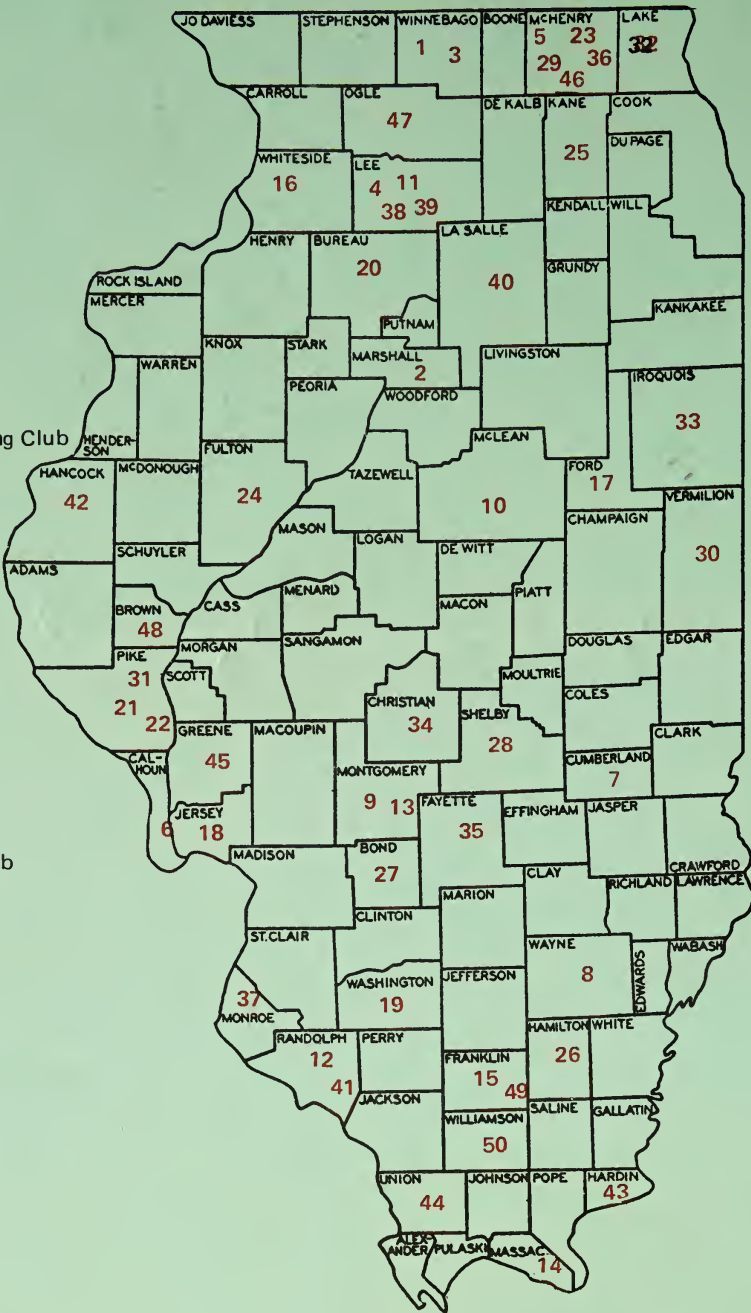 JO DAVIESS STEPHENSON WINNEBAGO BOONE MCHENRY LAKE
1 3 5 23 32
29 36
46
CARROLL OGLE DE KALB KANE COOK
47
25 DU PAGE
WHITESIDE LEE
16 4 11
38 39
KENDALL WILL
HENRY BUREAU LA SALLE
20 40 GRUNDY
ROCK ISLAND
MERCER KANKAKEE
PUTNAM
KNOX STARK MARSHALL LIVINGSTON
2
WARREN PEORIA IROQUOIS
WOODFORD 33
ng Club
HENDER-
SON
MCLEAN
FULTON
HANCOCK MCDONOUGH TAZEWELL FORD
42 24 10 17
VERMILION
MASON CHAMPAIGN
30
LOGAN
SCHUYLER DE WITT
ADAMS
MENARD PIATT
BROWN CASS MACON
48
MORGAN SANGAMON DOUGLAS EDGAR
PIKE
31 SCOTT MOULTRIE
21 CHRISTIAN COLES
22 34 SHELBY
GREENE MACOUPIN 28 CLARK
45
CAL-
HOUN
CUMBERLAND
7
MONTGOMERY
9 13 FAYETTE EFFINGHAM JASPER
6 JERSEY
18 35
MADISON BOND
27
b
CRAWFORD
CLAY
RICHLAND LAWRENCE
MARION
CLINTON
ST. CLAIR WAYNE WABASH
8 EDWARDS
WASHINGTON JEFFERSON
19
37
MONROE
RANDOLPH PERRY HAMILTON WHITE
12 26
41 FRANKLIN
15 49
JACKSON
WILLIAMSON SALINE GALLATIN
50
UNION JOHNSON POPE HARDIN
44 43
ALEX-
ANDER PULASKI MASSAC
14